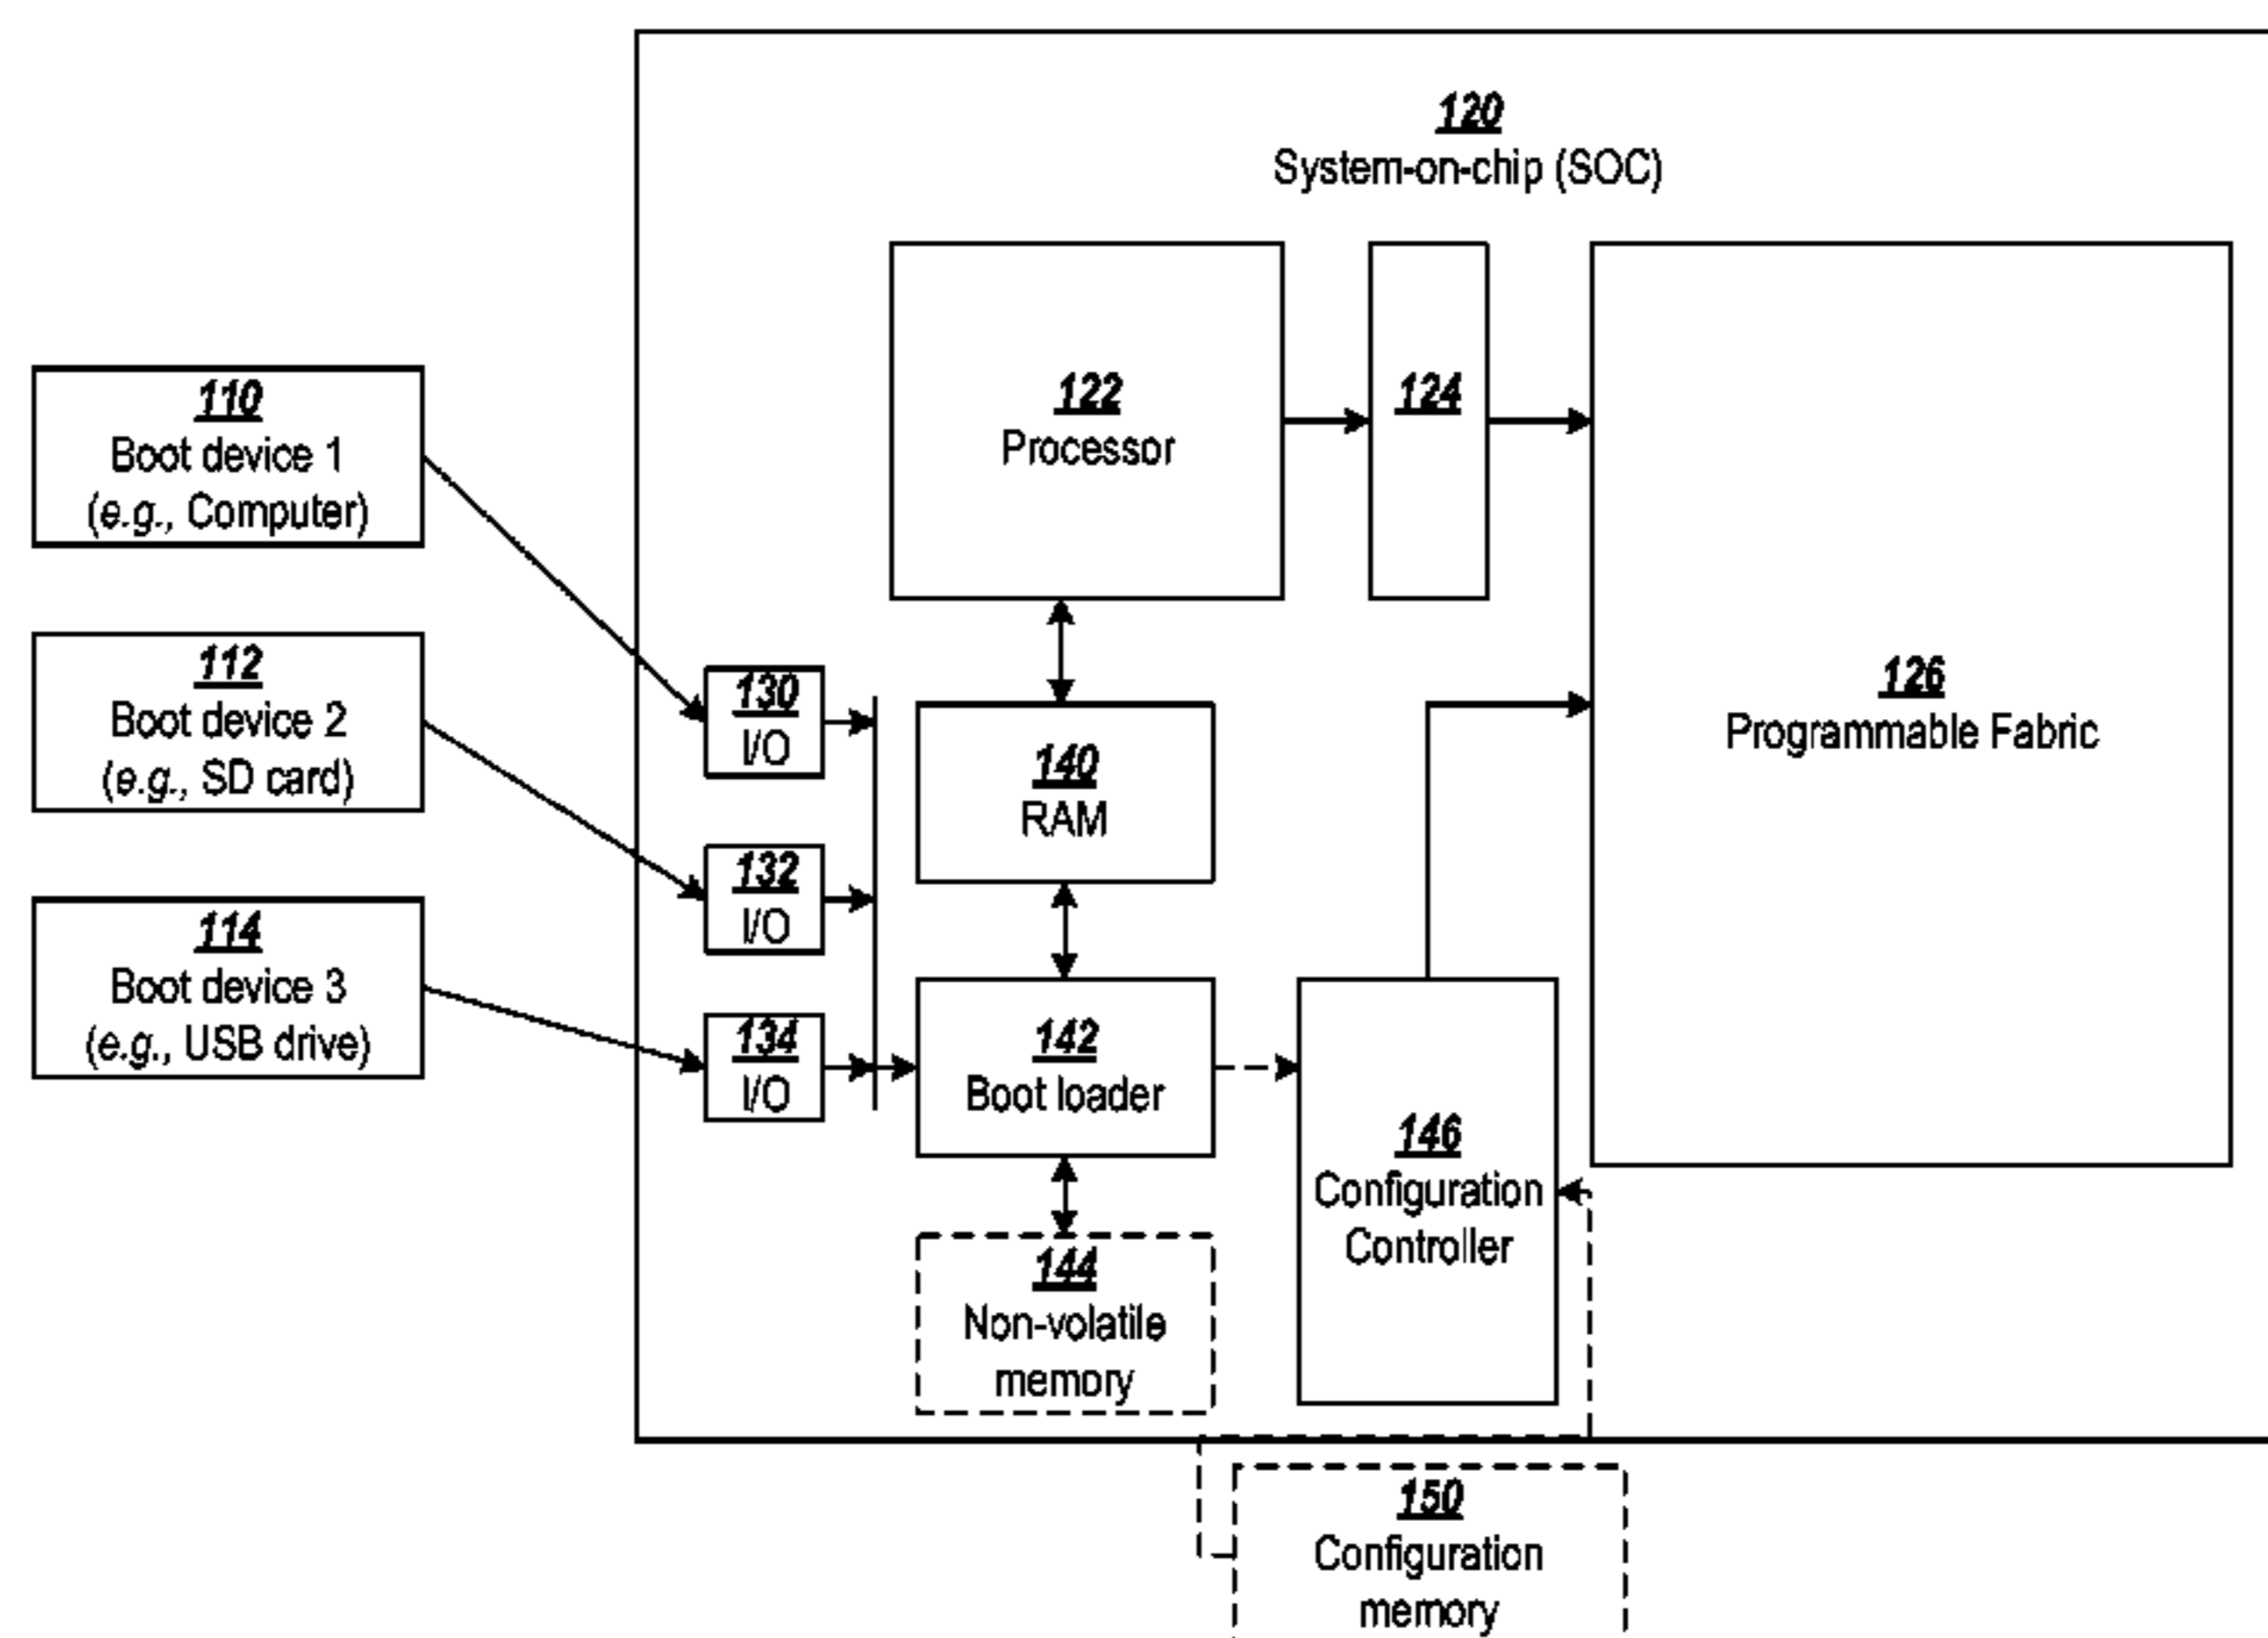 120
System-on-chip (SOC)
122
Processor
124
126
Programmable Fabric
110
Boot device 1
(e.g., Computer)
112
Boot device 2
(e.g., SD card)
114
Boot device 3
(e.g., USB drive)
130
I/O
132
I/O
134
I/O
140
RAM
142
Boot loader
144
Non-volatile
memory
146
Configuration
Controller
150
Configuration
memory